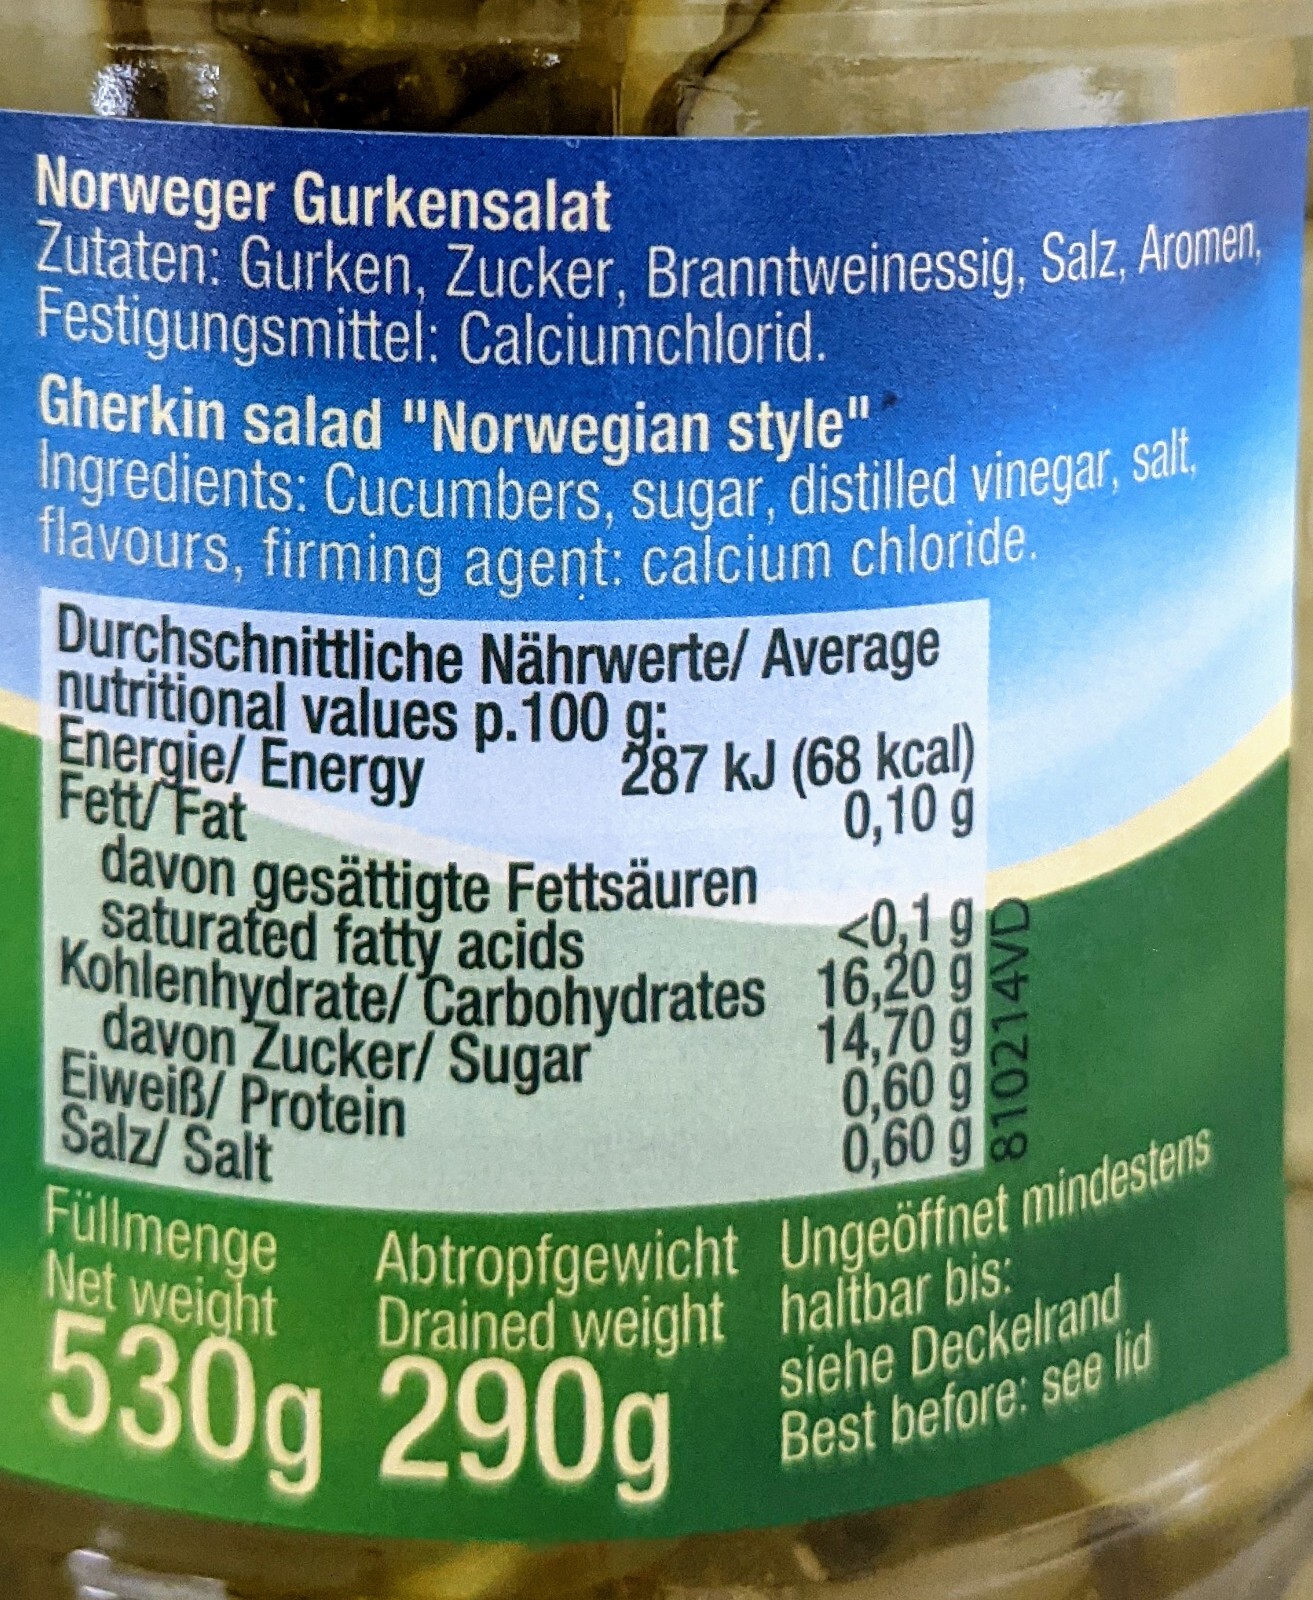 Norweger Gurkensalat
Zutaten: Gurken, Zucker, Branntweinessig, Salz, Aromen,
Festigungsmittel: Calciumchlorid.
Gherkin salad "Norwegian style"
Ingredients: Cucumbers, sugar, distilled vinegar, salt,
flavours, firming agent: calcium chloride.
Durchschnittliche Nährwerte/ Average
nutritional values p.100 g:
Energie/ Energy 287 kJ (68 kcal)
Fett/ Fat 0,10 g
davon gesättigte Fettsäuren
saturated fatty acids <0,1 g
Kohlenhydrate/ Carbohydrates 16,20 g
davon Zucker/ Sugar 14,70 g
Eiweiß/ Protein 0,60 g
Salz/ Salt 0,60 g
810214VD
Füllmenge
Net weight
530g
Abtropfgewicht
Drained weight
290g
Ungeöffnet mindestens
haltbar bis:
siehe Deckelrand
Best before: see lid